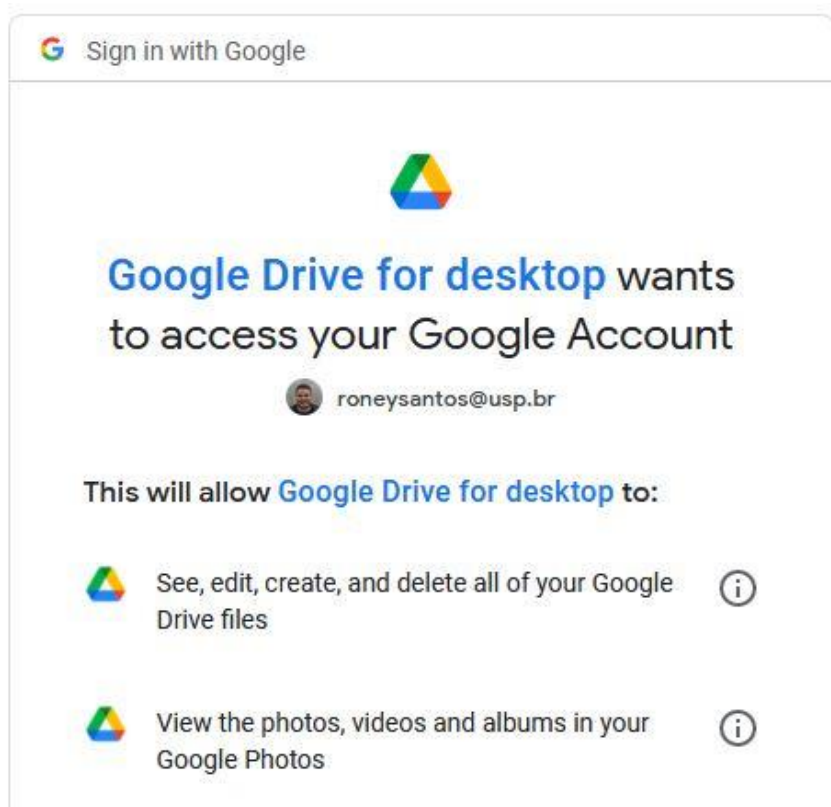 Sign in with Google
Google Drive for desktop wants
to access your Google Account
roneysantos@usp.br
This will allow Google Drive for desktop to:
See, edit, create, and delete all of your Google
Drive files
View the photos, videos and albums in your
Google Photos